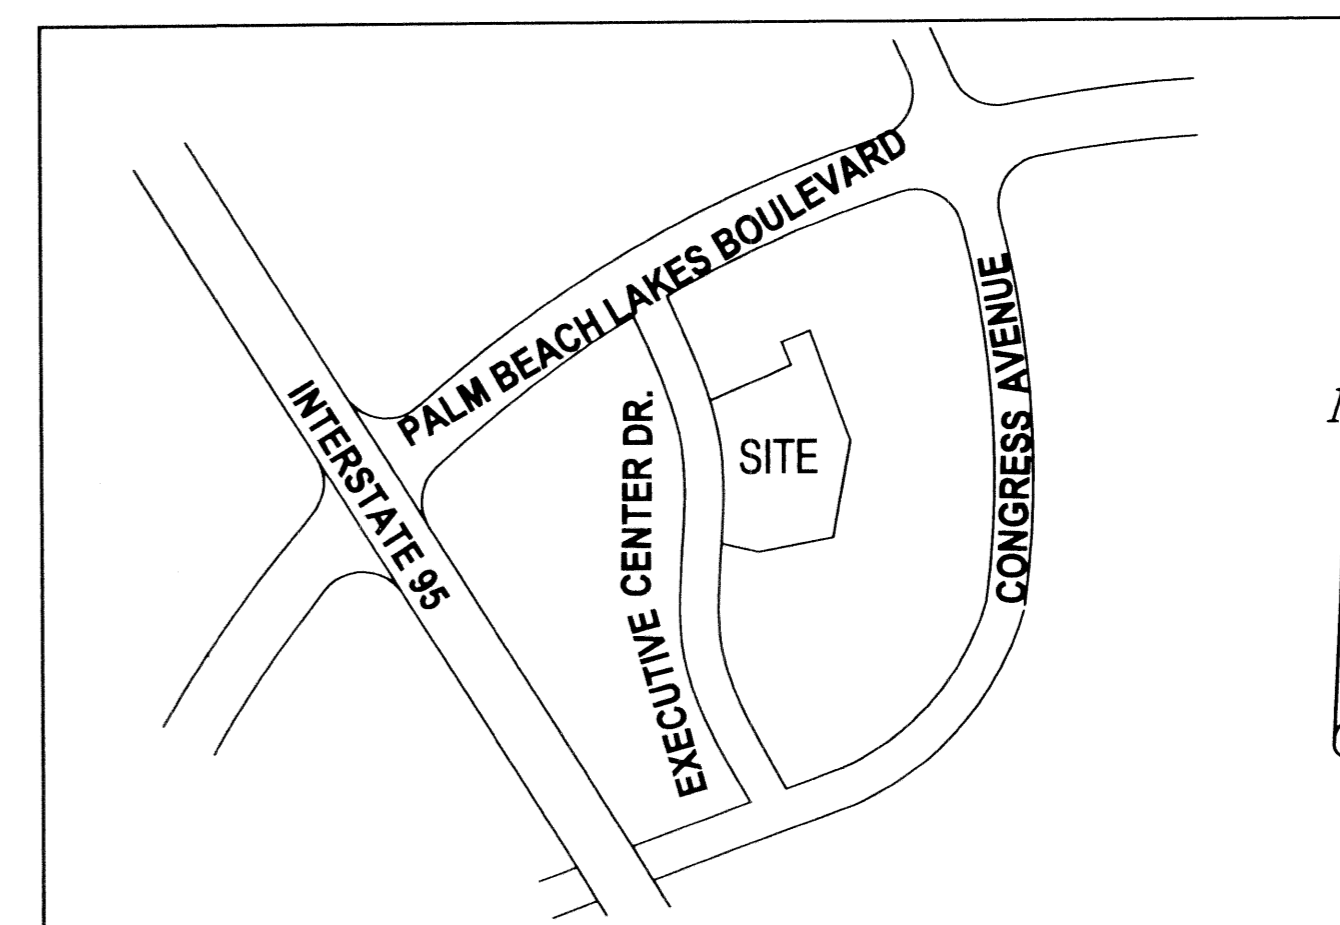 PALM BEACH LAKES BOULEVARD
CONGRESS AVENUE
INTERSTATE 95
EXECUTIVE CENTER DR.
SITE